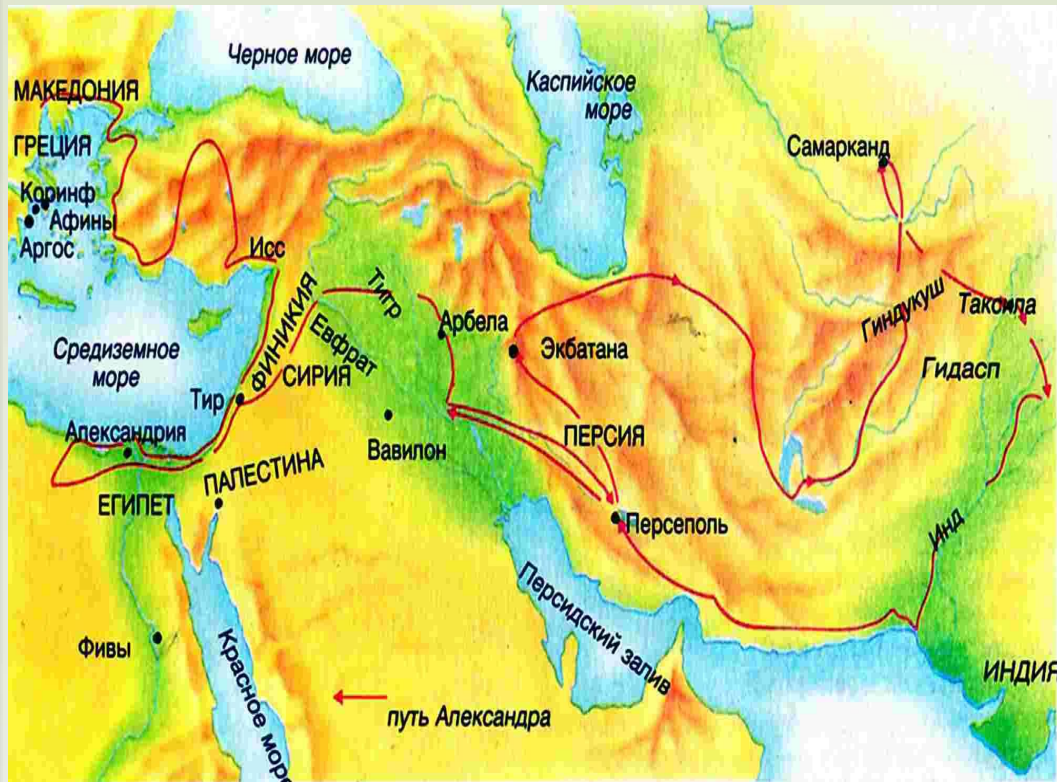 Черное море
Каспийское
море
МАКЕДОНИЯ
ГРЕЦИЯ
Коринф
Афины
Аргос
Самарканд
Исс
ФИНИКИЯ
Тигр
Евфрат
СИРИЯ
Арбела
Экбатана
Гиндукуш
Таксила
Гидасп
Средиземное
море
Тир
Александрия
Вавилон
ПЕРСИЯ
ЕГИПЕТ
ПАЛЕСТИНА
Персеполь
Инд
Персидский залив
Фивы
Красное море
ИНДИЯ
путь Александра